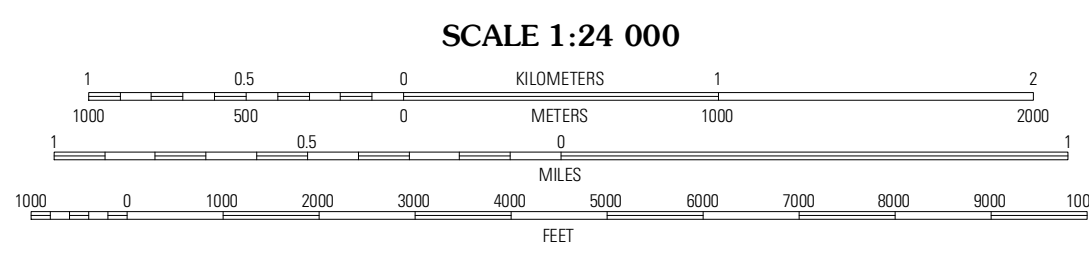 SCALE 1:24 000
1 0.5 0 KILOMETERS 1 2
1000 500 0 METERS 1000 2000
1 0.5 0 1
MILES
1000 0 1000 2000 3000 4000 5000 6000 7000 8000 9000 100
FEET